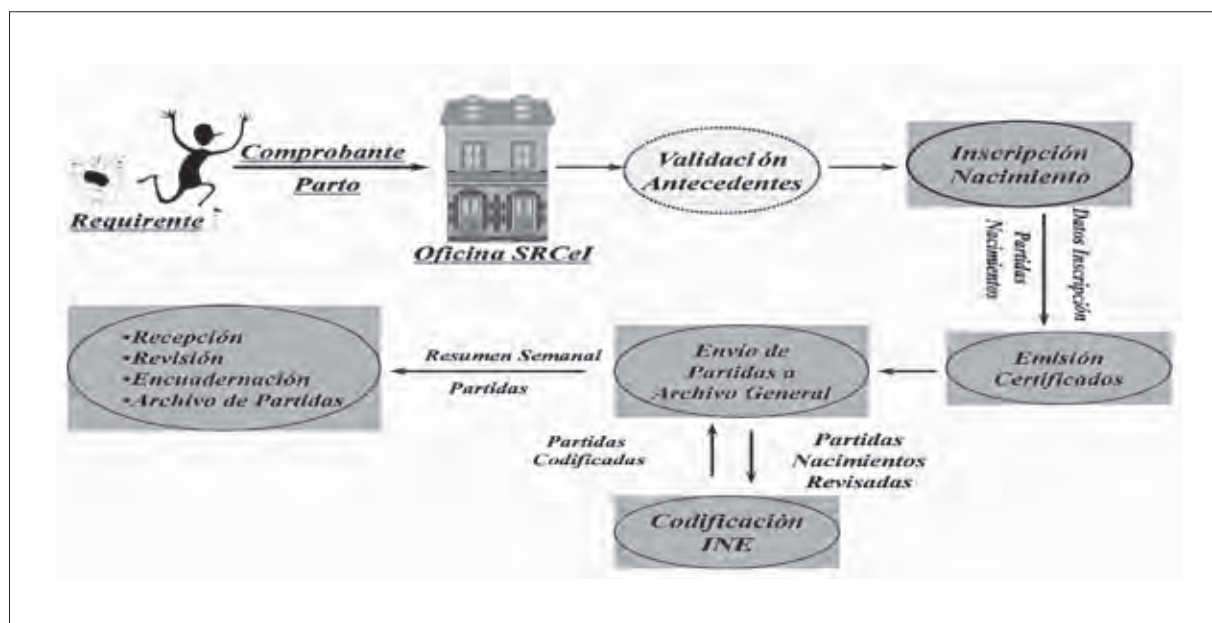 Comprobante
Parto
Requirente
Oficina SRCeI
Validación
Antecedentes
Inscripción
Nacimiento
Datos Inscripción
Partidas
Nacimientos
Emisión
Certificados
Envío de
Partidas a
Archivo General
Partidas
Nacimientos
Revisadas
Codificación
INE
Partidas
Codificadas
Resumen Semanal
Partidas
•Recepción
•Revisión
•Encuadernación
•Archivo de Partidas